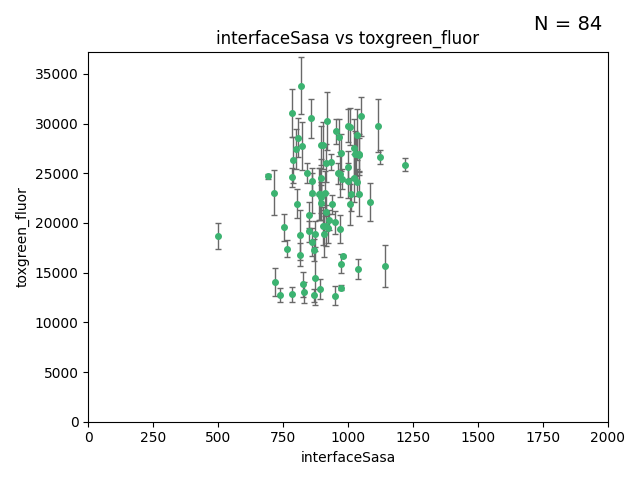 N = 84
interfaceSasa vs toxgreen_fluor
35000
30000
25000
20000
15000
10000
5000
0
toxgreen_fluor
0 250 500 750 1000 1250 1500 1750 2000
interfaceSasa